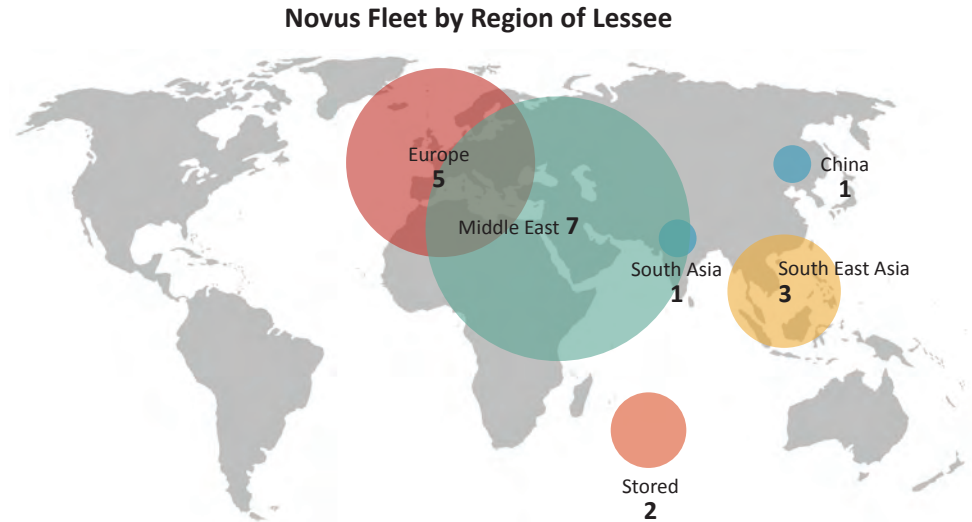 Novus Fleet by Region of Lessee
Europe
5
Middle East 7
China
1
South Asia
1
South East Asia
3
Stored
2